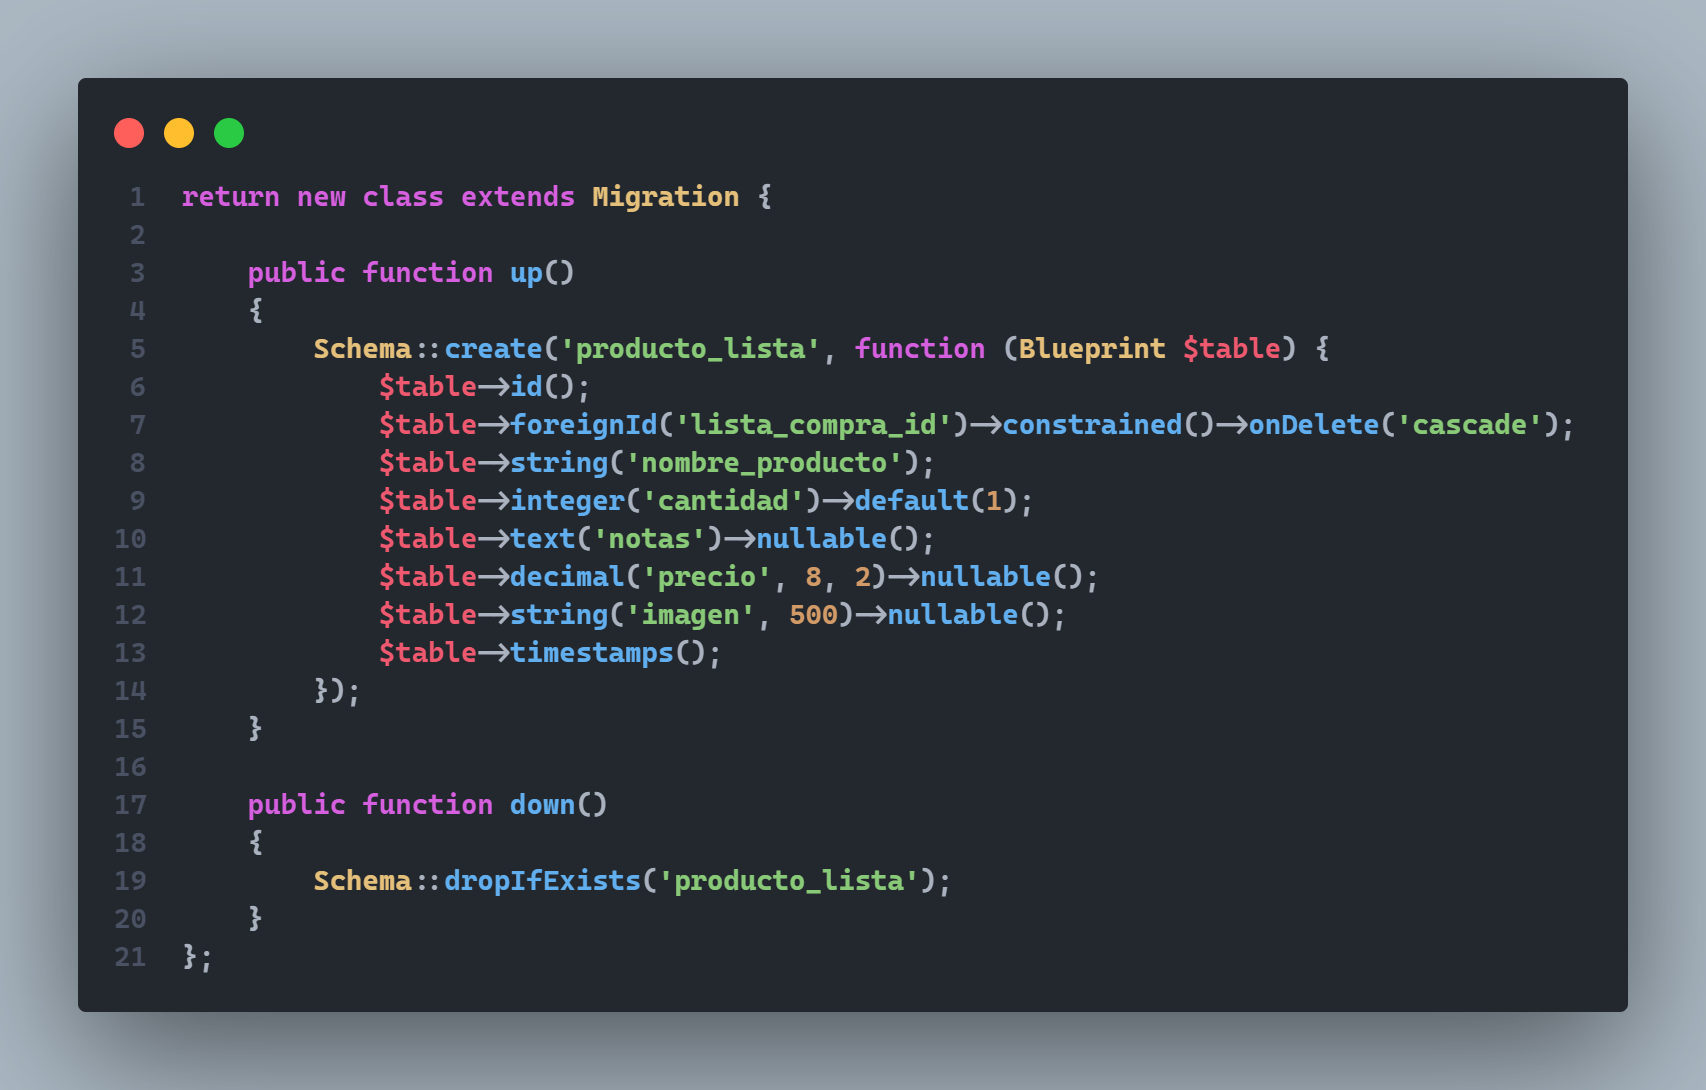 1 return new class extends Migration {
2
3     public function up()
4     {
5         Schema::create('producto_lista', function (Blueprint $table) {
6             $table->id();
7             $table->foreignId('lista_compra_id')->constrained()->onDelete('cascade');
8             $table->string('nombre_producto');
9             $table->integer('cantidad')->default(1);
10             $table->text('notas')->nullable();
11             $table->decimal('precio', 8, 2)->nullable();
12             $table->string('imagen', 500)->nullable();
13             $table->timestamps();
14         });
15     }
16
17     public function down()
18     {
19         Schema::dropIfExists('producto_lista');
20     }
21 };